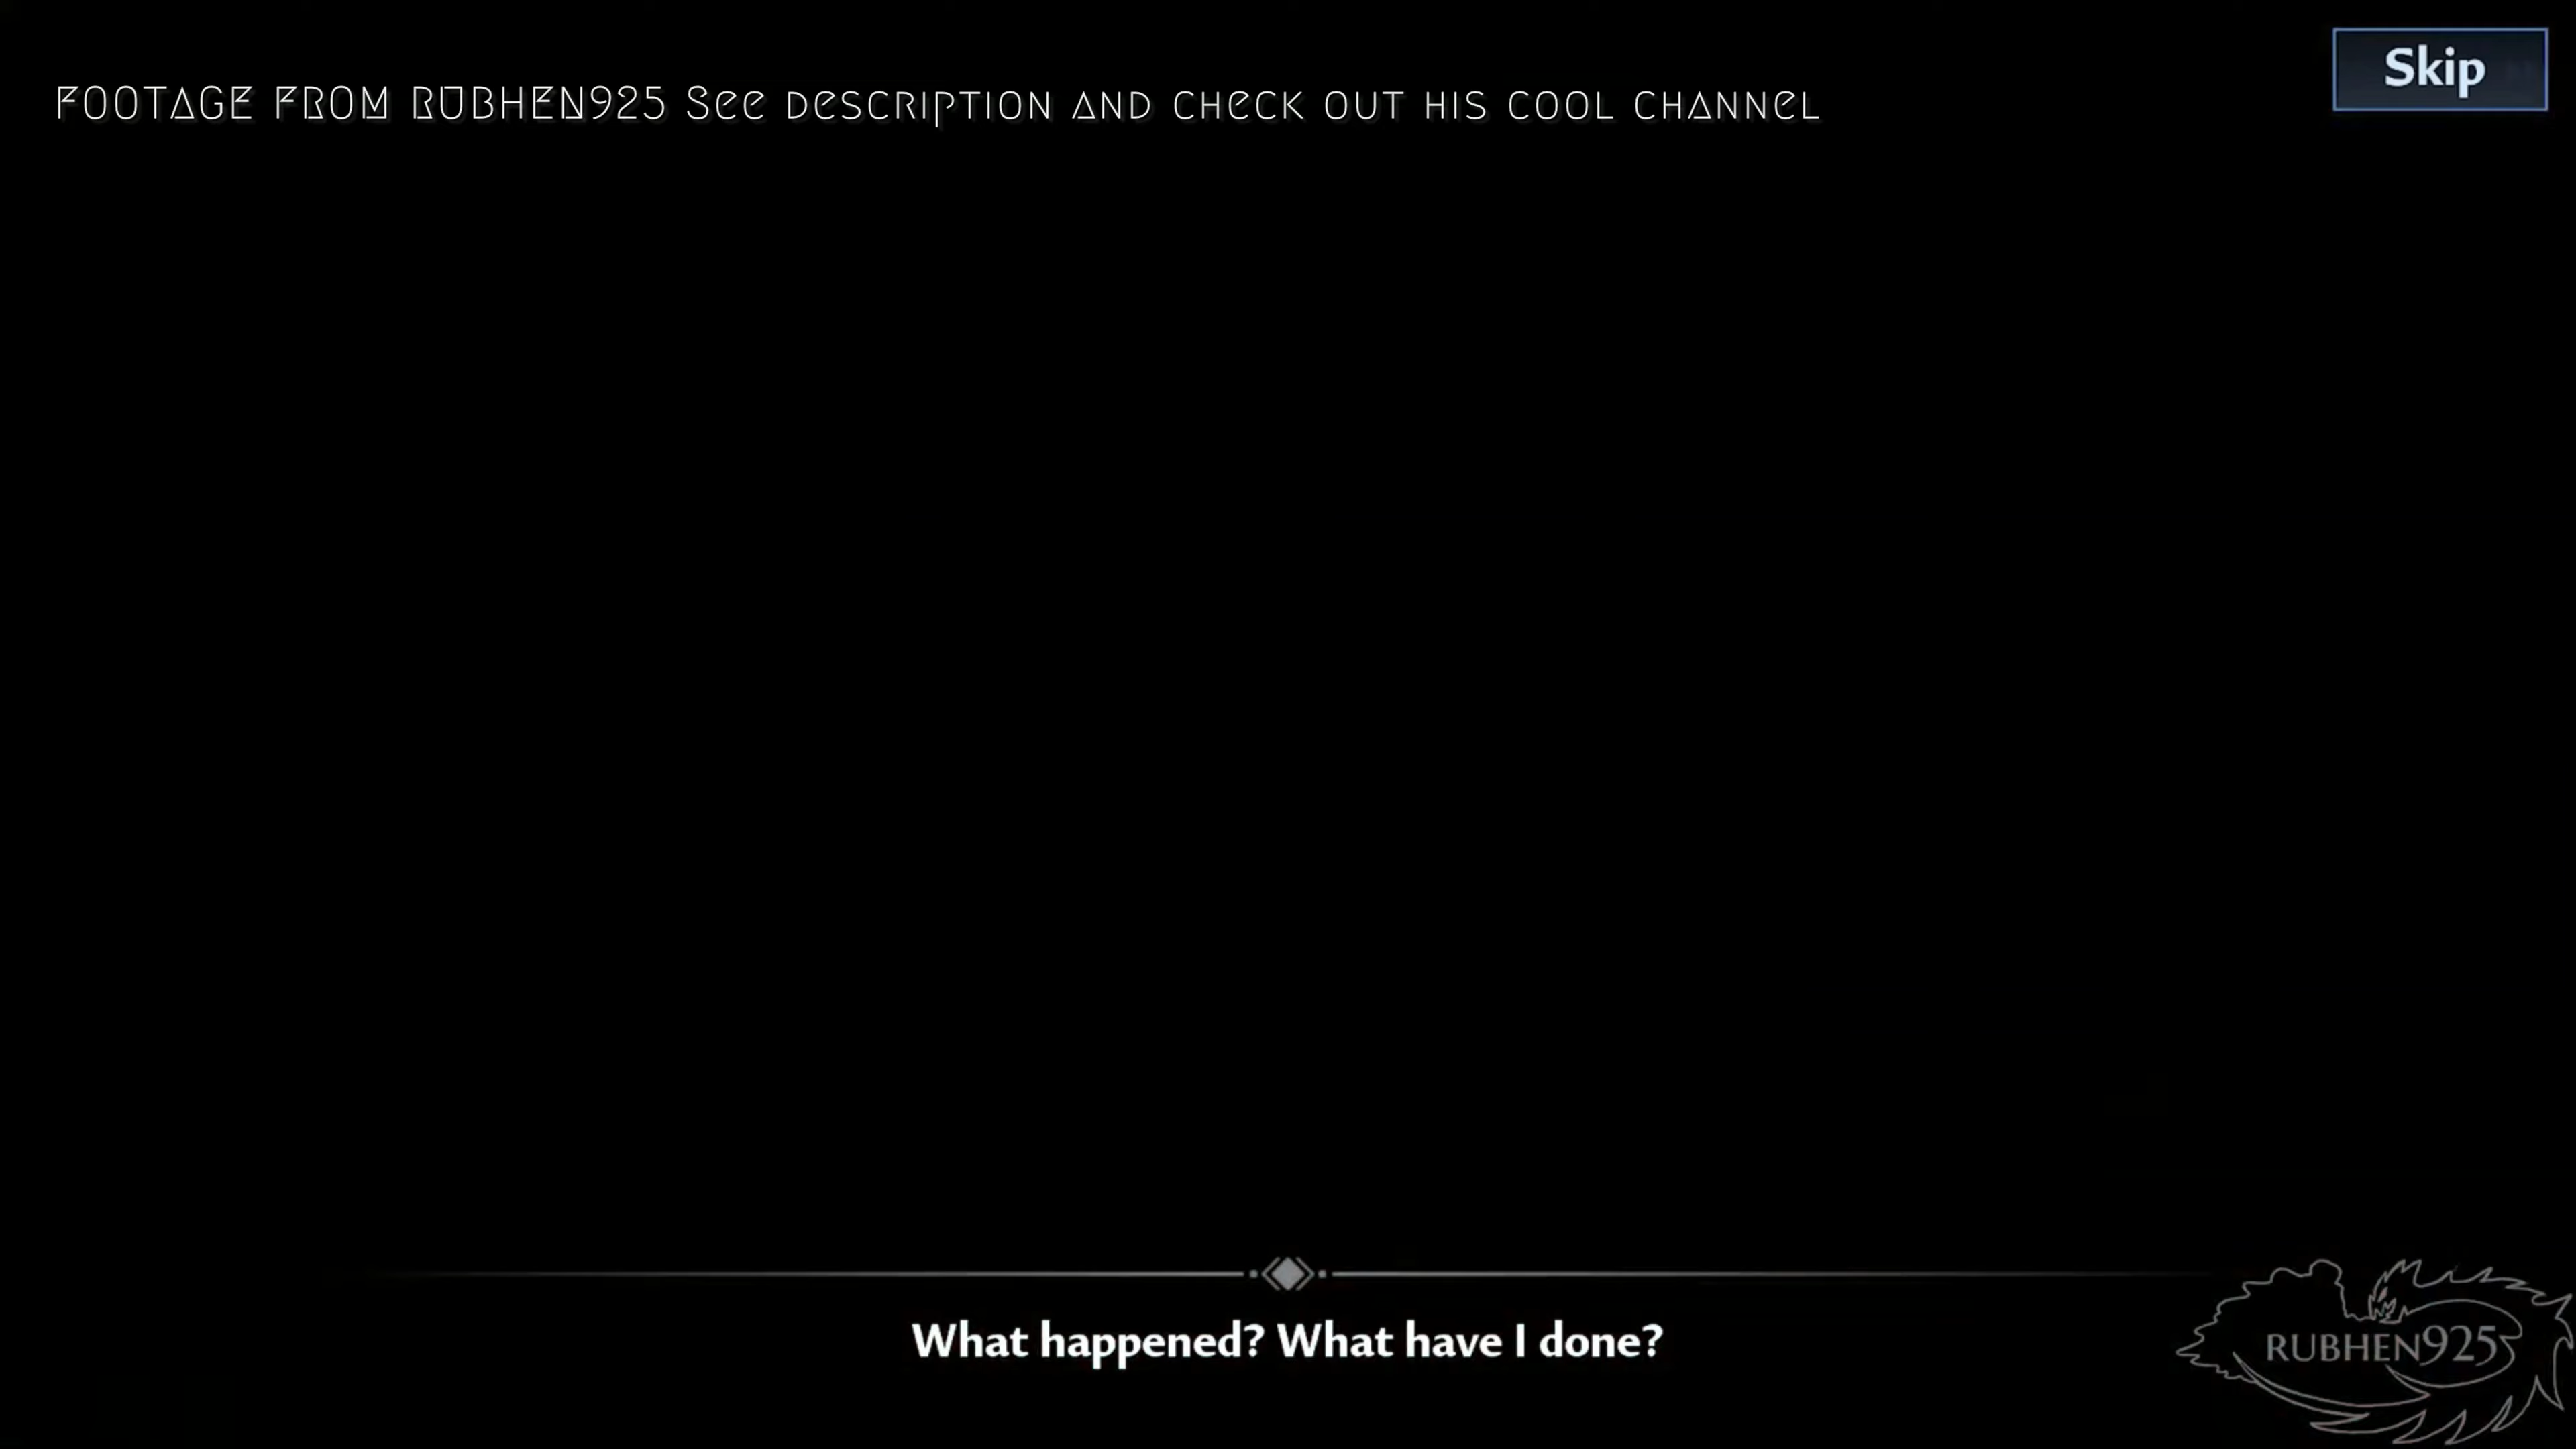 FOOTAGE FROM RUBHEN925 See description and check out his cool channel
Skip
What happened? What have I done?
RUBHEN925